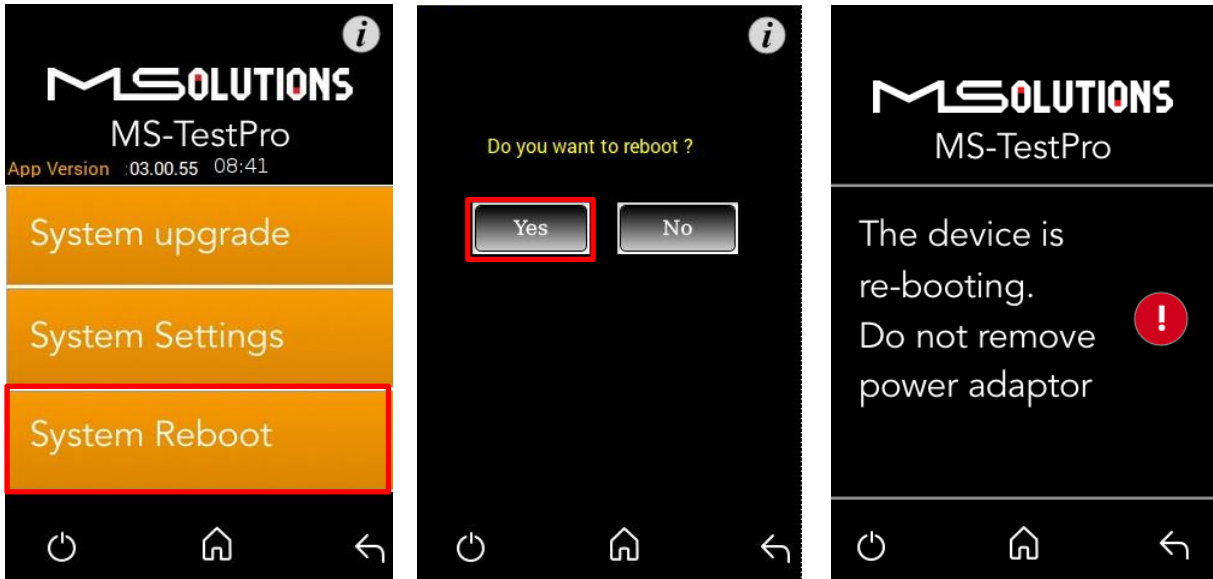 i
MSOLUTIONS
MS-TestPro
App Version :03.00.55 08:41
System upgrade
System Settings
System Reboot
i
Do you want to reboot ?
Yes
No
MSOLUTIONS
MS-TestPro
The device is
re-booting.
Do not remove
power adaptor
!